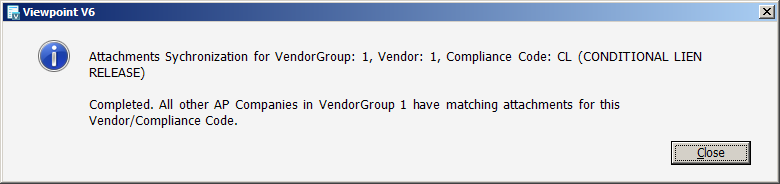 Viewpoint V6
Attachments Sychronization for VendorGroup: 1, Vendor: 1, Compliance Code: CL (CONDITIONAL LIEN
RELEASE)
Completed. All other AP Companies in VendorGroup 1 have matching attachments for this
Vendor/Compliance Code.
Close